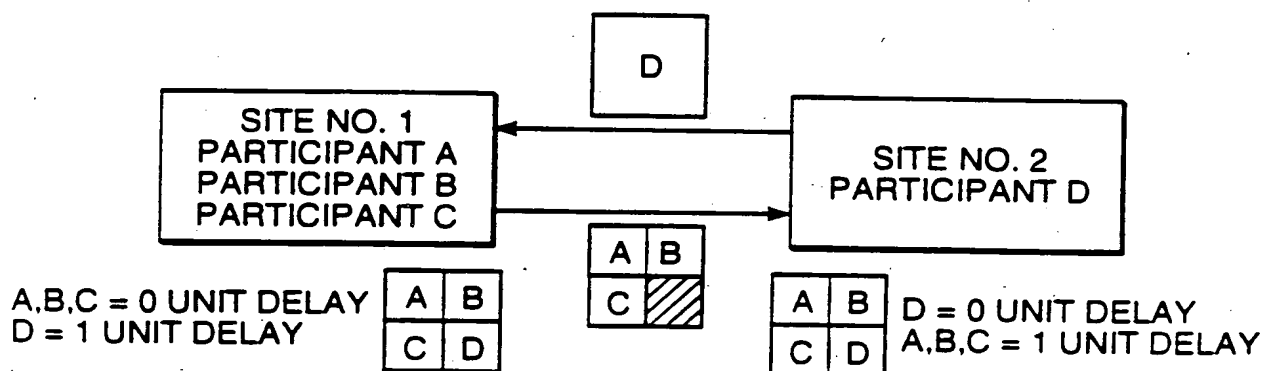 D
SITE NO. 1
PARTICIPANT A
PARTICIPANT B
PARTICIPANT C
SITE NO. 2
PARTICIPANT D
A B
C
A,B,C = 0 UNIT DELAY
D = 1 UNIT DELAY
A B
C D
A B
C D
D = 0 UNIT DELAY
A,B,C = 1 UNIT DELAY